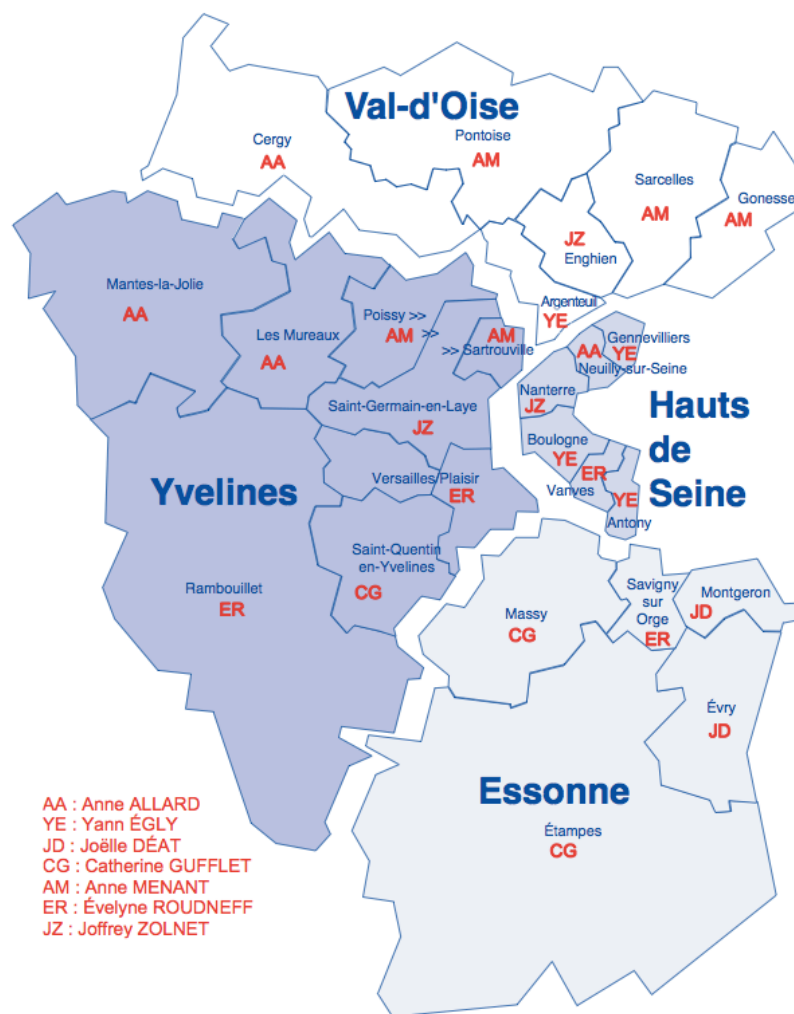 Val-d'Oise
Cergy
AA
Pontoise
AM
Sarcelles
AM
Gonesse
AM
JZ
Enghien
Argenteuil
YE
Mantes-la-Jolie
AA
Les Mureaux
AA
Poissy >>
AM
>>
AM
>> Sartrouville
Gennevilliers
AA
YE
Neuilly-sur-Seine
Nanterre
JZ
Hauts
de
Seine
Saint-Germain-en-Laye
JZ
Boulogne
YE
ER
Vanves
YE
Antony
Yvelines
Versailles/Plaisir
ER
Saint-Quentin
en-Yvelines
CG
Rambouillet
ER
Massy
CG
Savigny
sur
Orge
ER
Montgeron
JD
Évry
JD
Essonne
Étampes
CG
AA : Anne ALLARD
YE : Yann ÉGLY
JD : Joëlle DÉAT
CG : Catherine GUFFLET
AM : Anne MENANT
ER : Évelyne ROUDNEFF
JZ : Joffrey ZOLNET